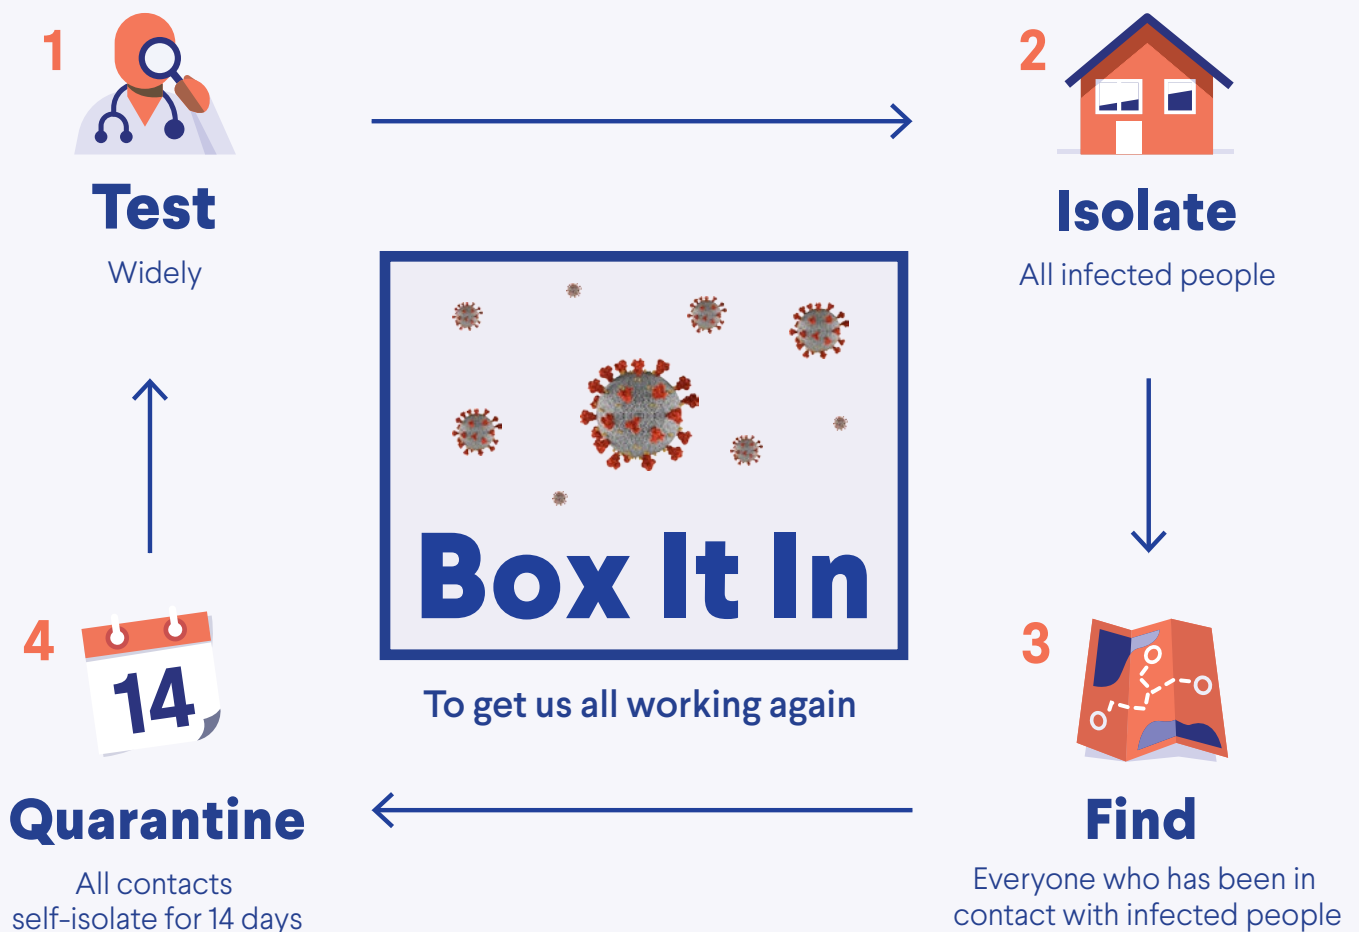 1
Test
Widely
2
Isolate
All infected people
Box It In
To get us all working again
3
Find
Everyone who has been in
contact with infected people
4
14
Quarantine
All contacts
self-isolate for 14 days